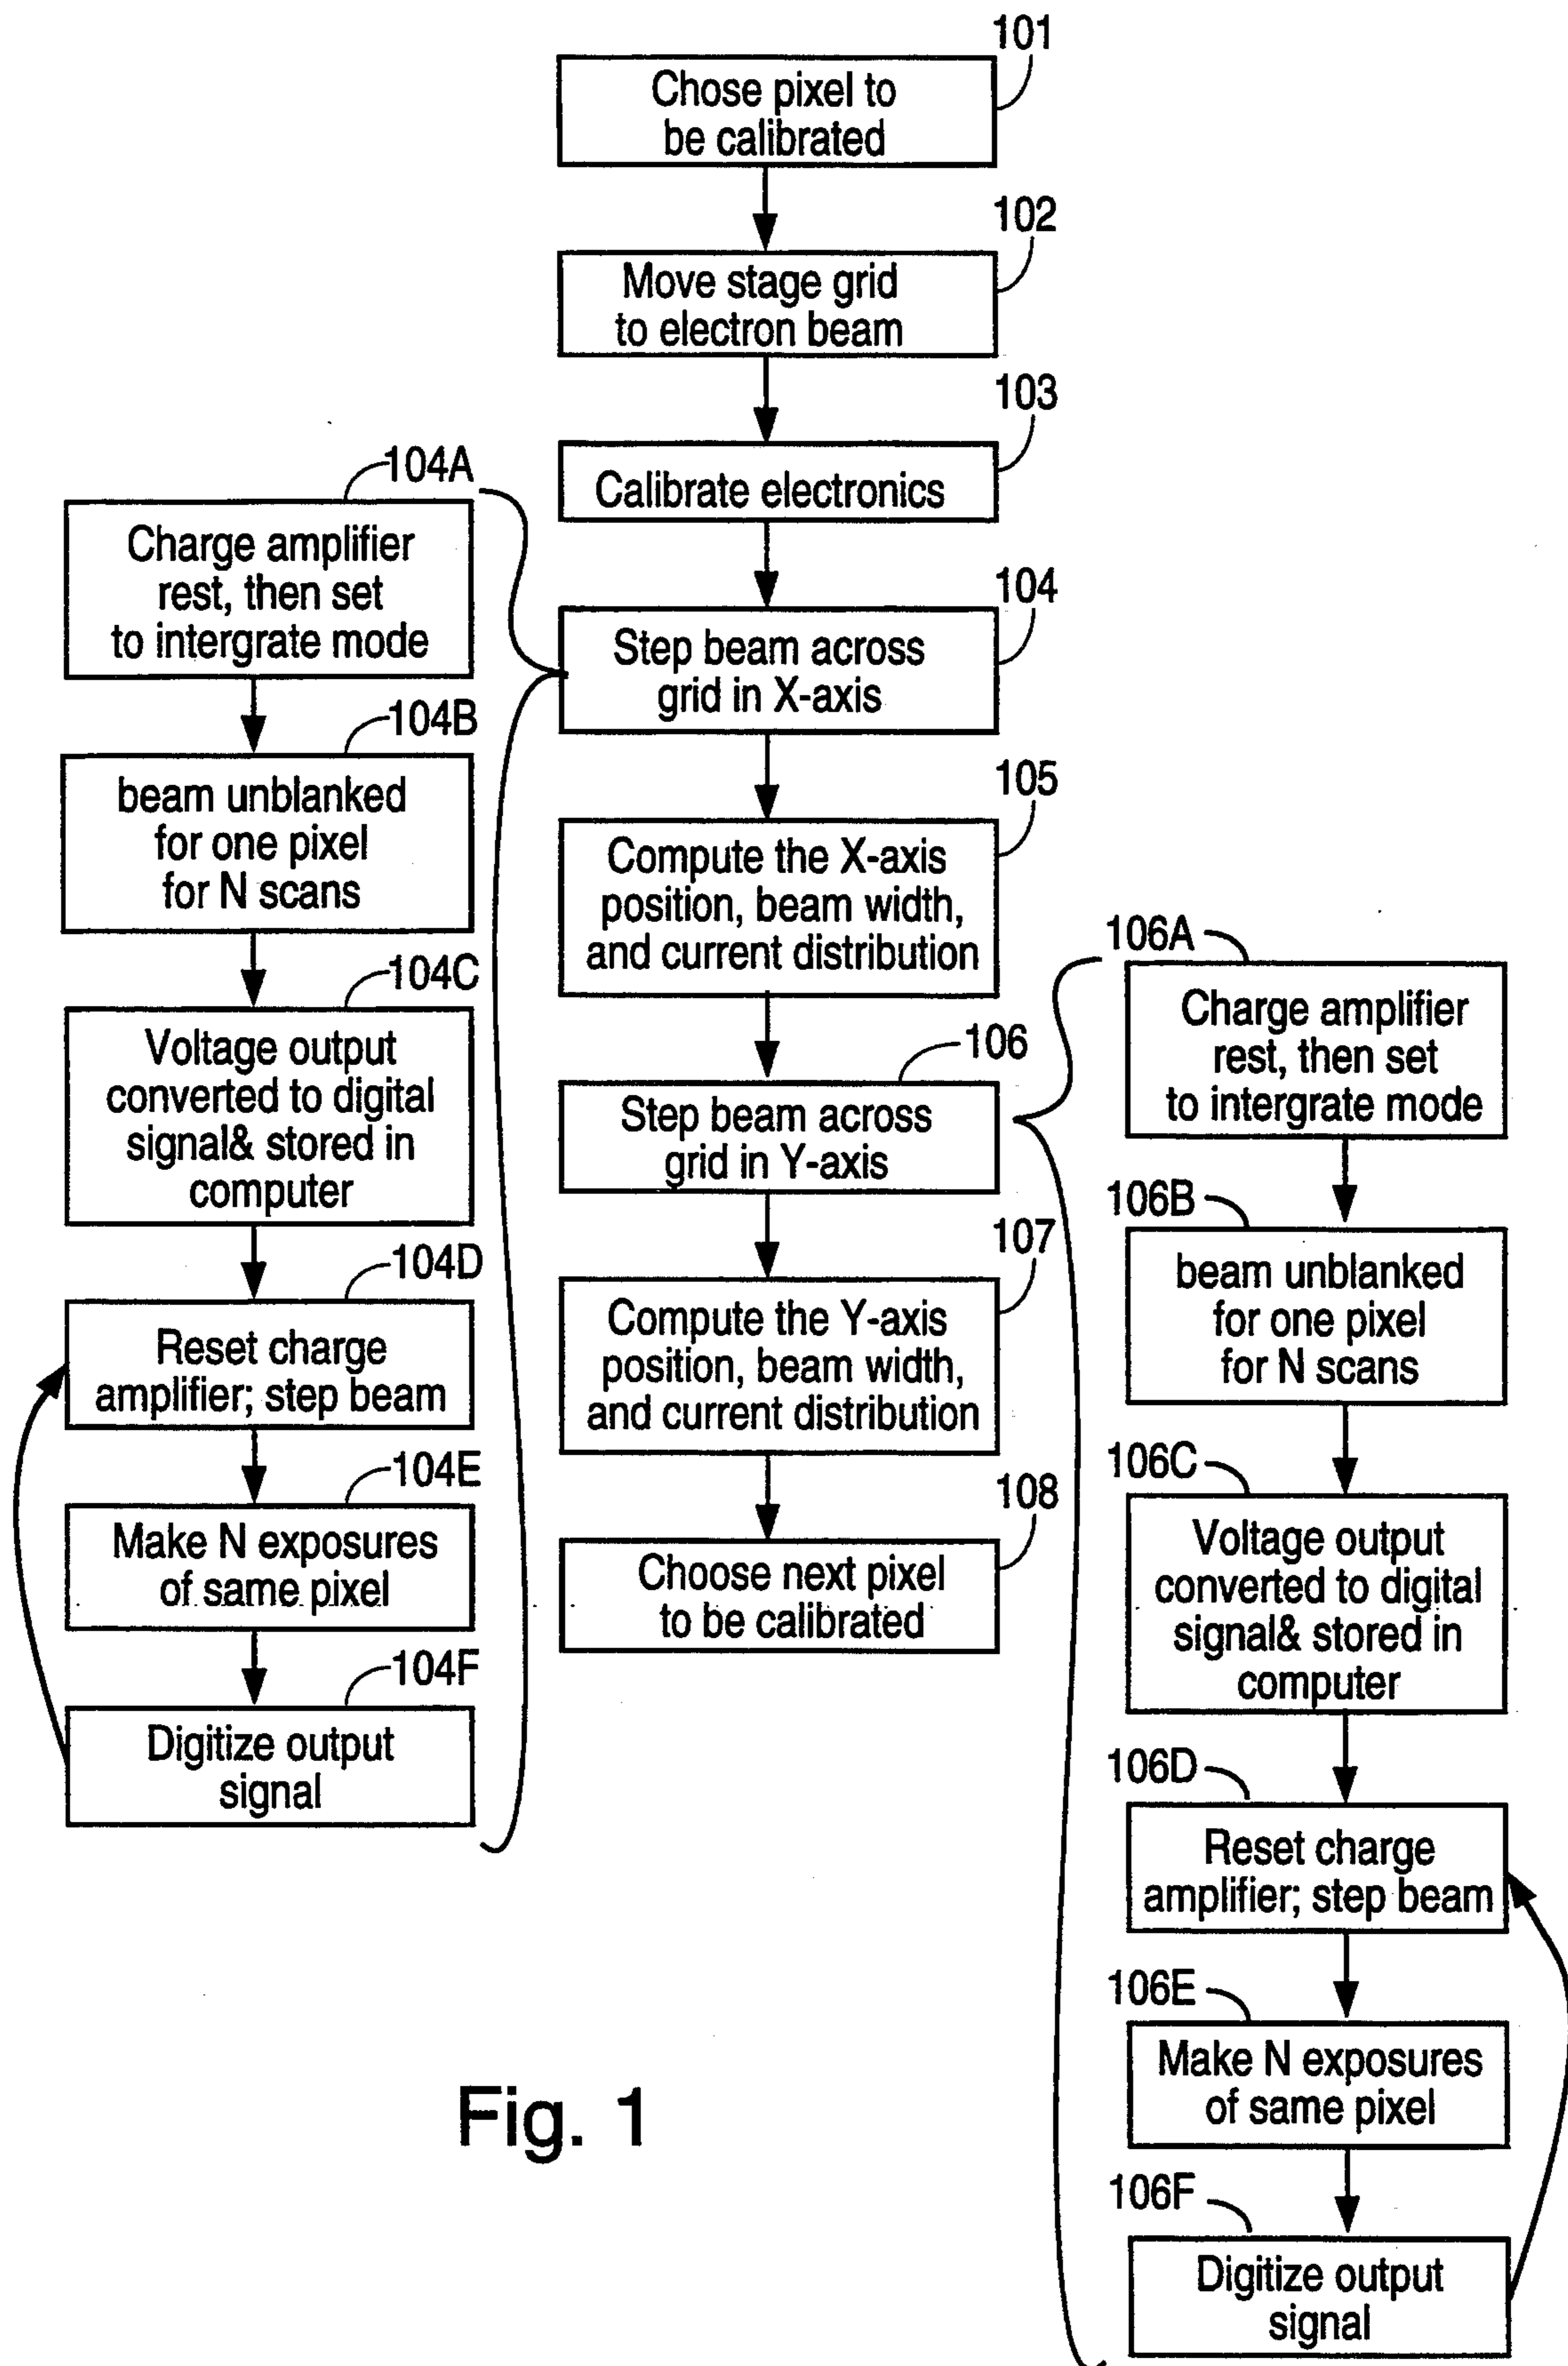 101
Chose pixel to
be calibrated
102
Move stage grid
to electron beam
103
Calibrate electronics
104
Step beam across
grid in X-axis
104A
Charge amplifier
rest, then set
to intergrate mode
104B
beam unblanked
for one pixel
for N scans
104C
Voltage output
converted to digital
signal& stored in
computer
104D
Reset charge
amplifier; step beam
104E
Make N exposures
of same pixel
104F
Digitize output
signal
105
Compute the X-axis
position, beam width,
and current distribution
106
Step beam across
grid in Y-axis
106A
Charge amplifier
rest, then set
to intergrate mode
106B
beam unblanked
for one pixel
for N scans
106C
Voltage output
converted to digital
signal& stored in
computer
106D
Reset charge
amplifier; step beam
106E
Make N exposures
of same pixel
106F
Digitize output
signal
107
Compute the Y-axis
position, beam width,
and current distribution
108
Choose next pixel
to be calibrated
Fig. 1